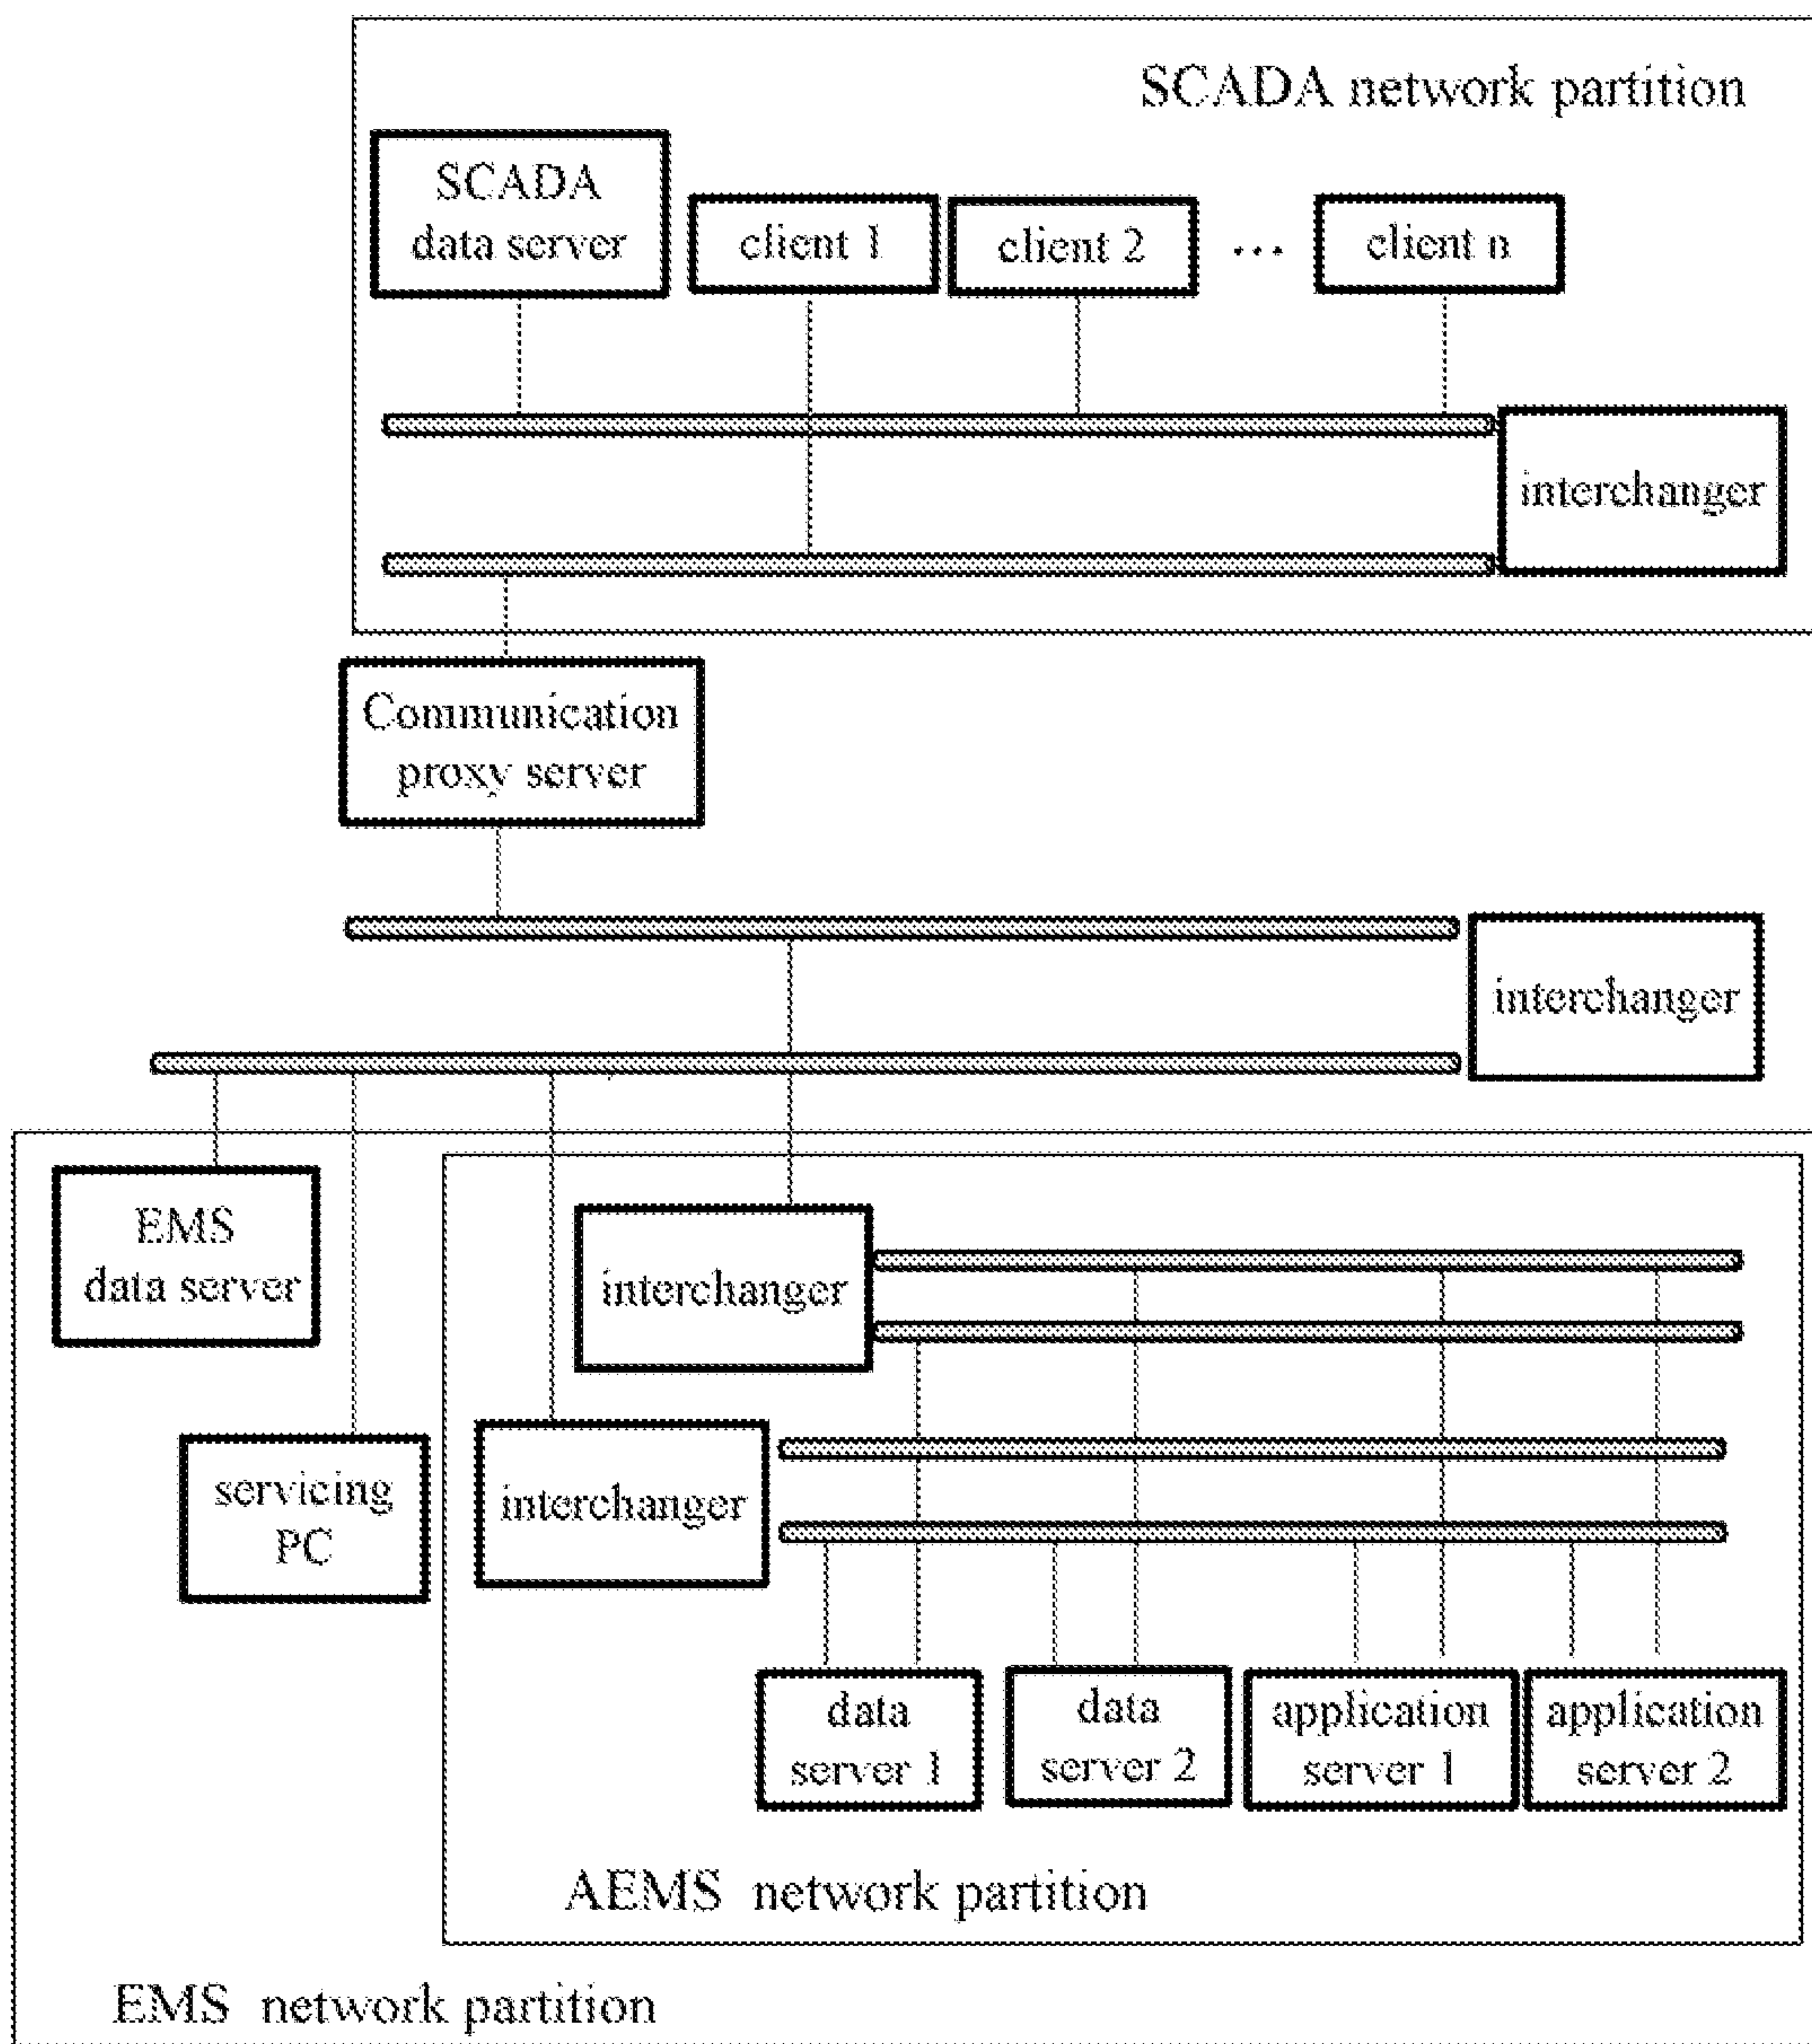 SCADA network partition
SCADA
data server
client 1
client 2
...
client n
interchanger
Communication
proxy server
interchanger
EMS
data server
interchanger
servicing
PC
interchanger
data
server 1
data
server 2
application
server 1
application
server 2
AEMS network partition
EMS network partition